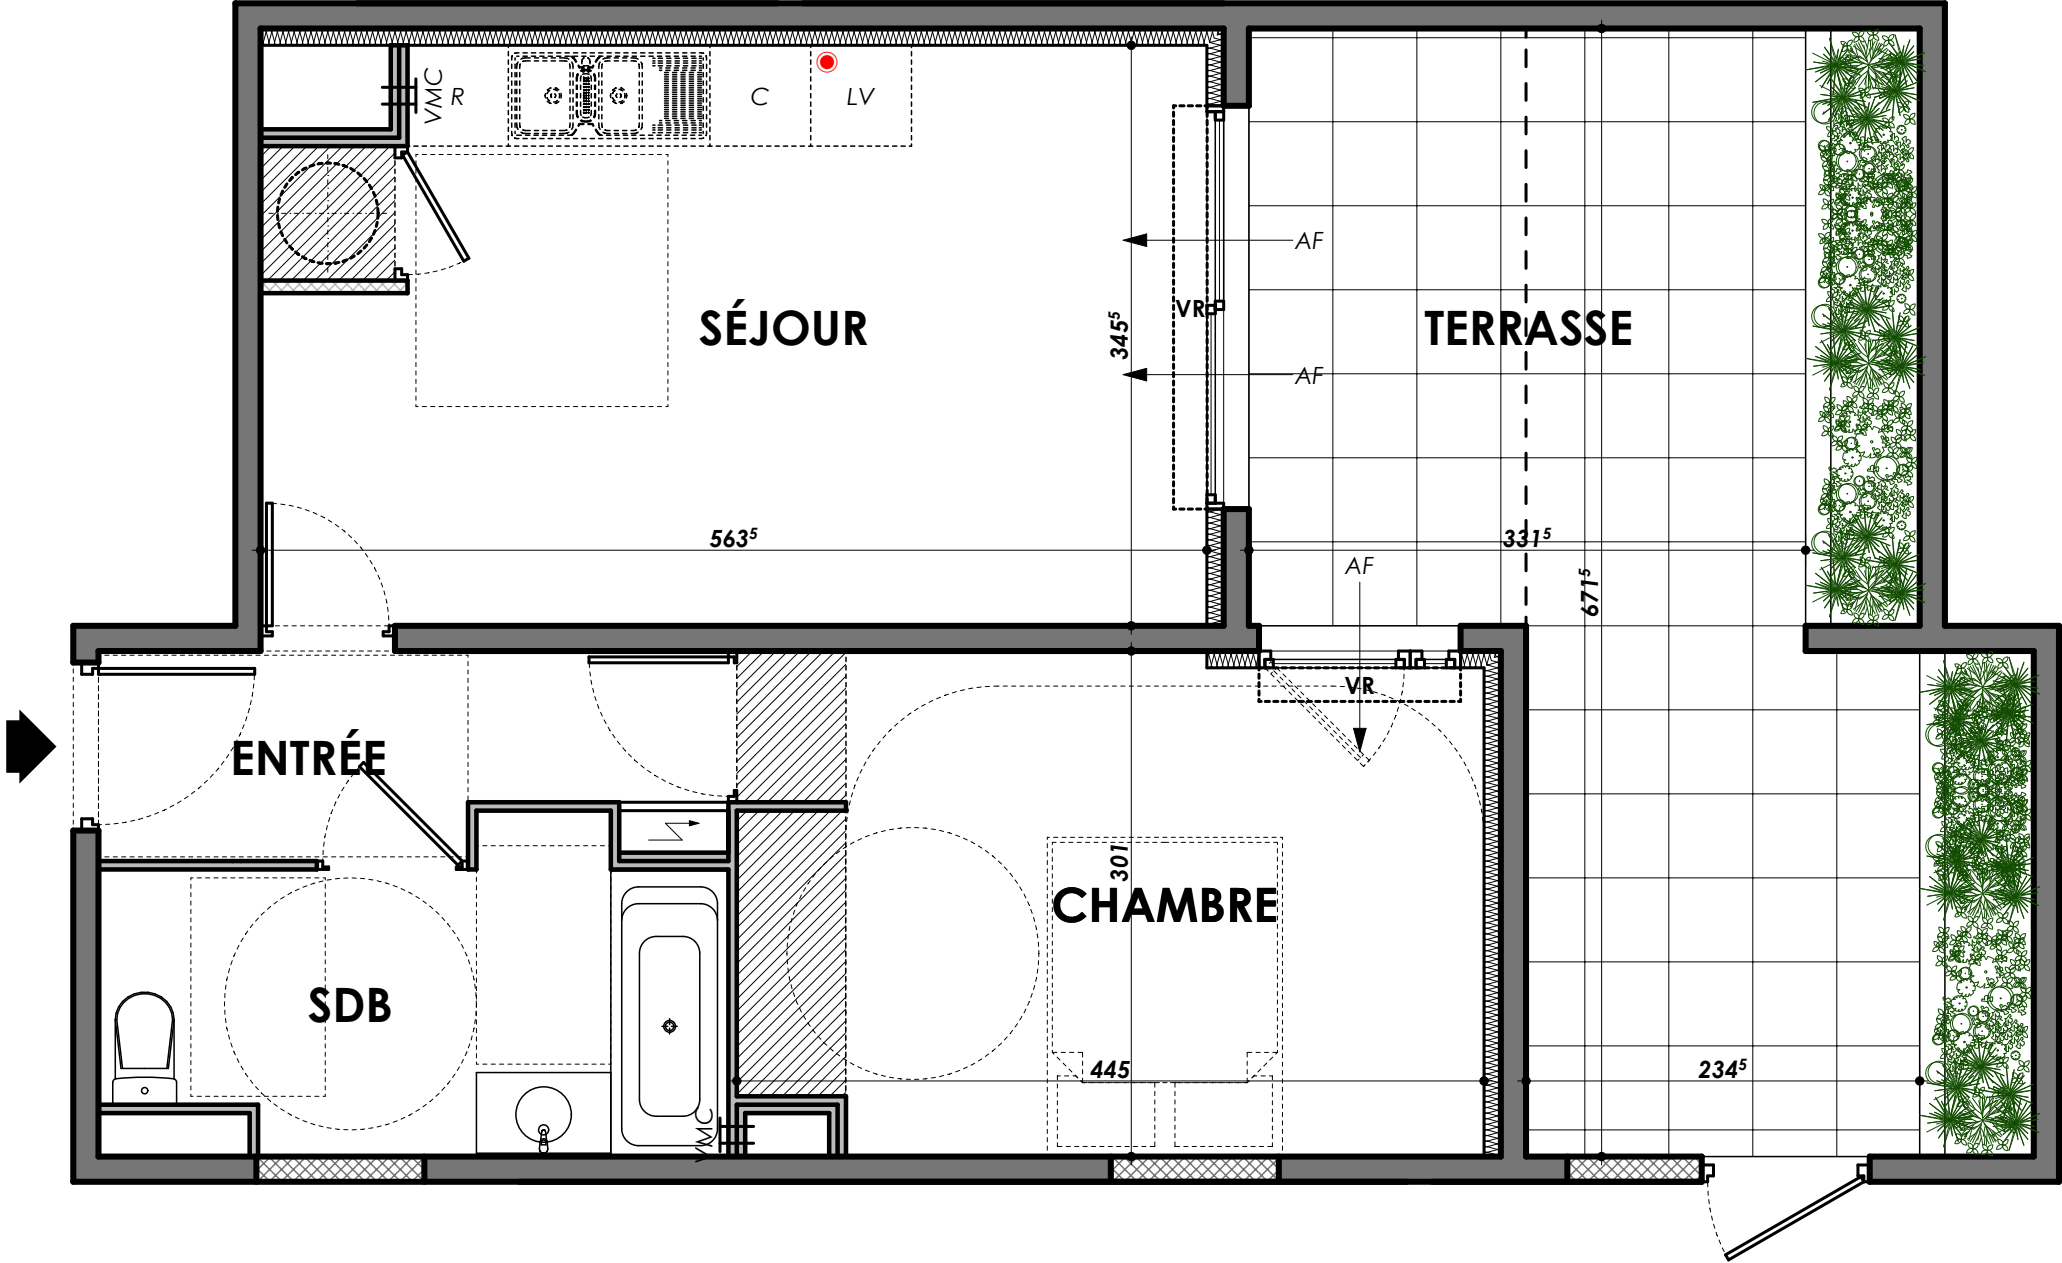 VMC
R
C
LV
AF
VR
SÉJOUR
345⁵
TERRASSE
AF
563⁵
331⁵
AF
671⁵
VR
ENTRÉE
301
CHAMBRE
SDB
445
234⁵
VMC